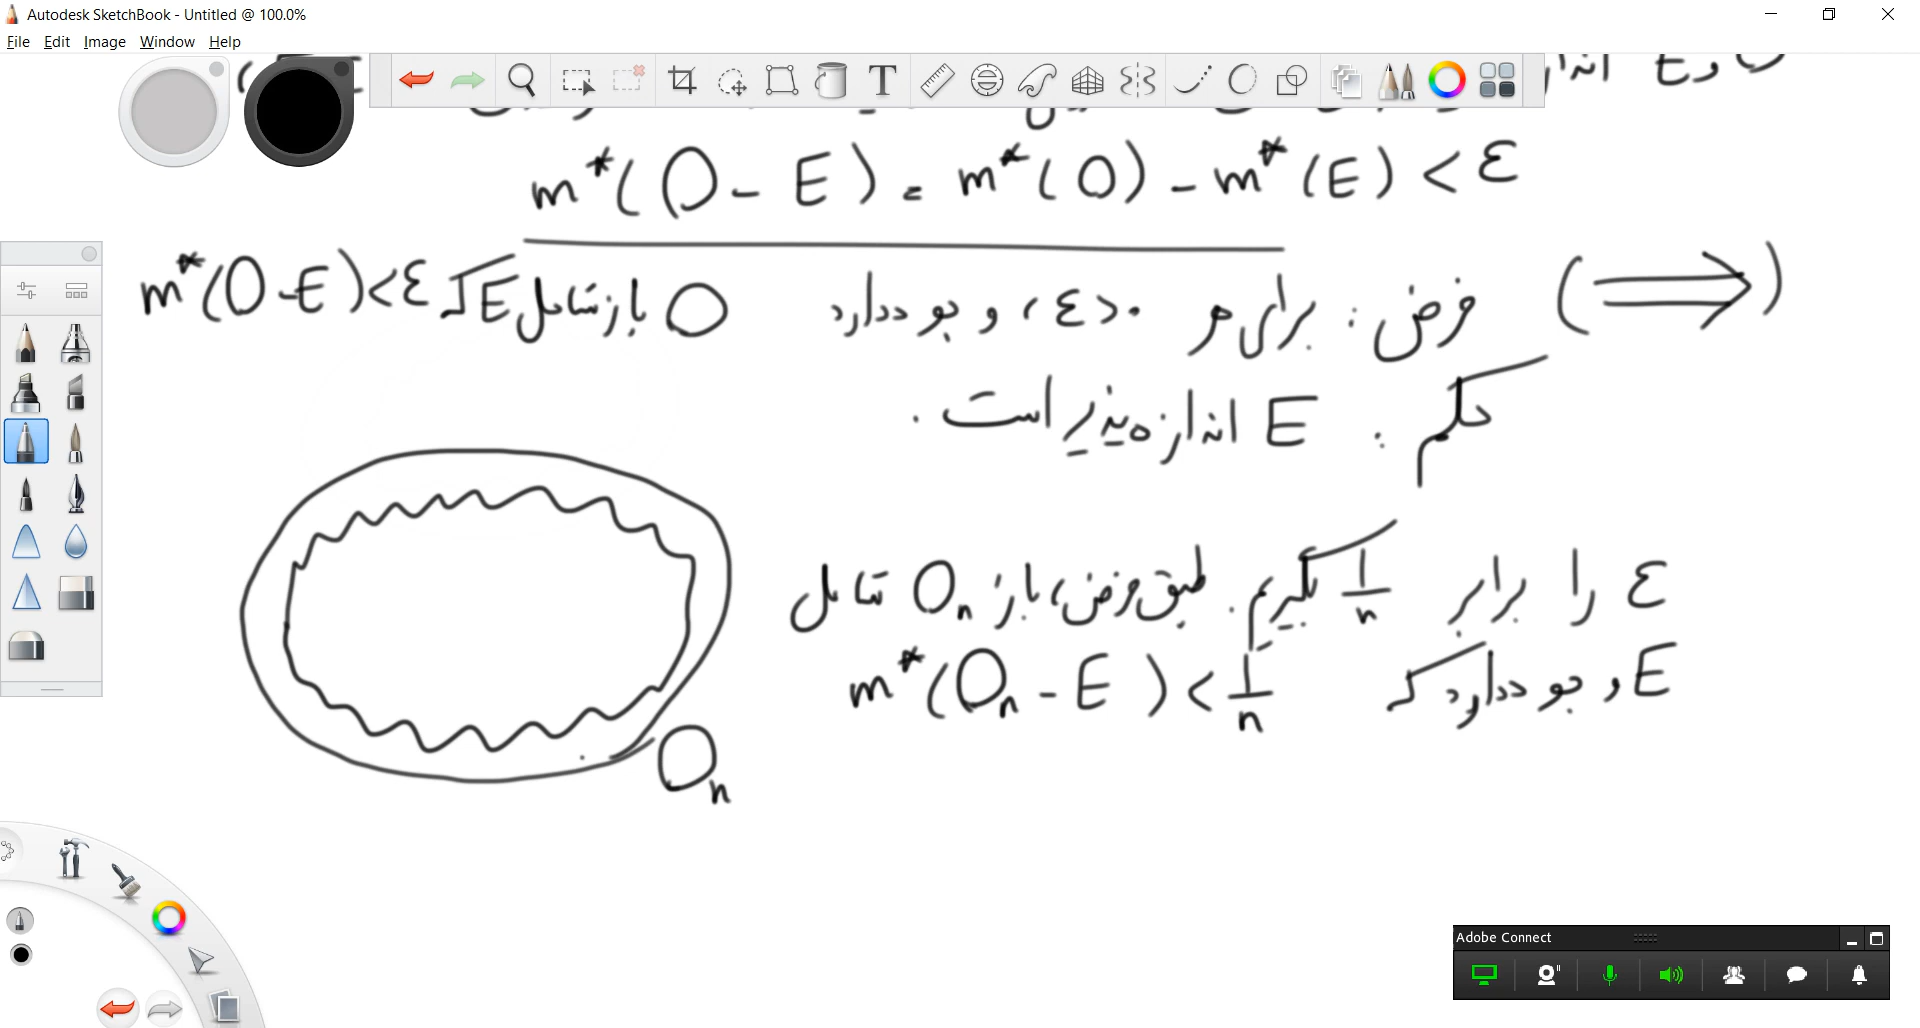 Autodesk SketchBook - Untitled @ 100.0%
File Edit Image Window Help
m*(O - E) = m*(O) - m*(E) < ε
(⟹) فرض: برای هر ε>0، وجود دارد O باز شامل E که m*(O-E)<ε
حکم: E اندازه‌پذیر است.
ε را برابر 1/n بگیریم. طبق فرض، باز On شامل
E وجود دارد که m*(On - E) < 1/n
On
Adobe Connect